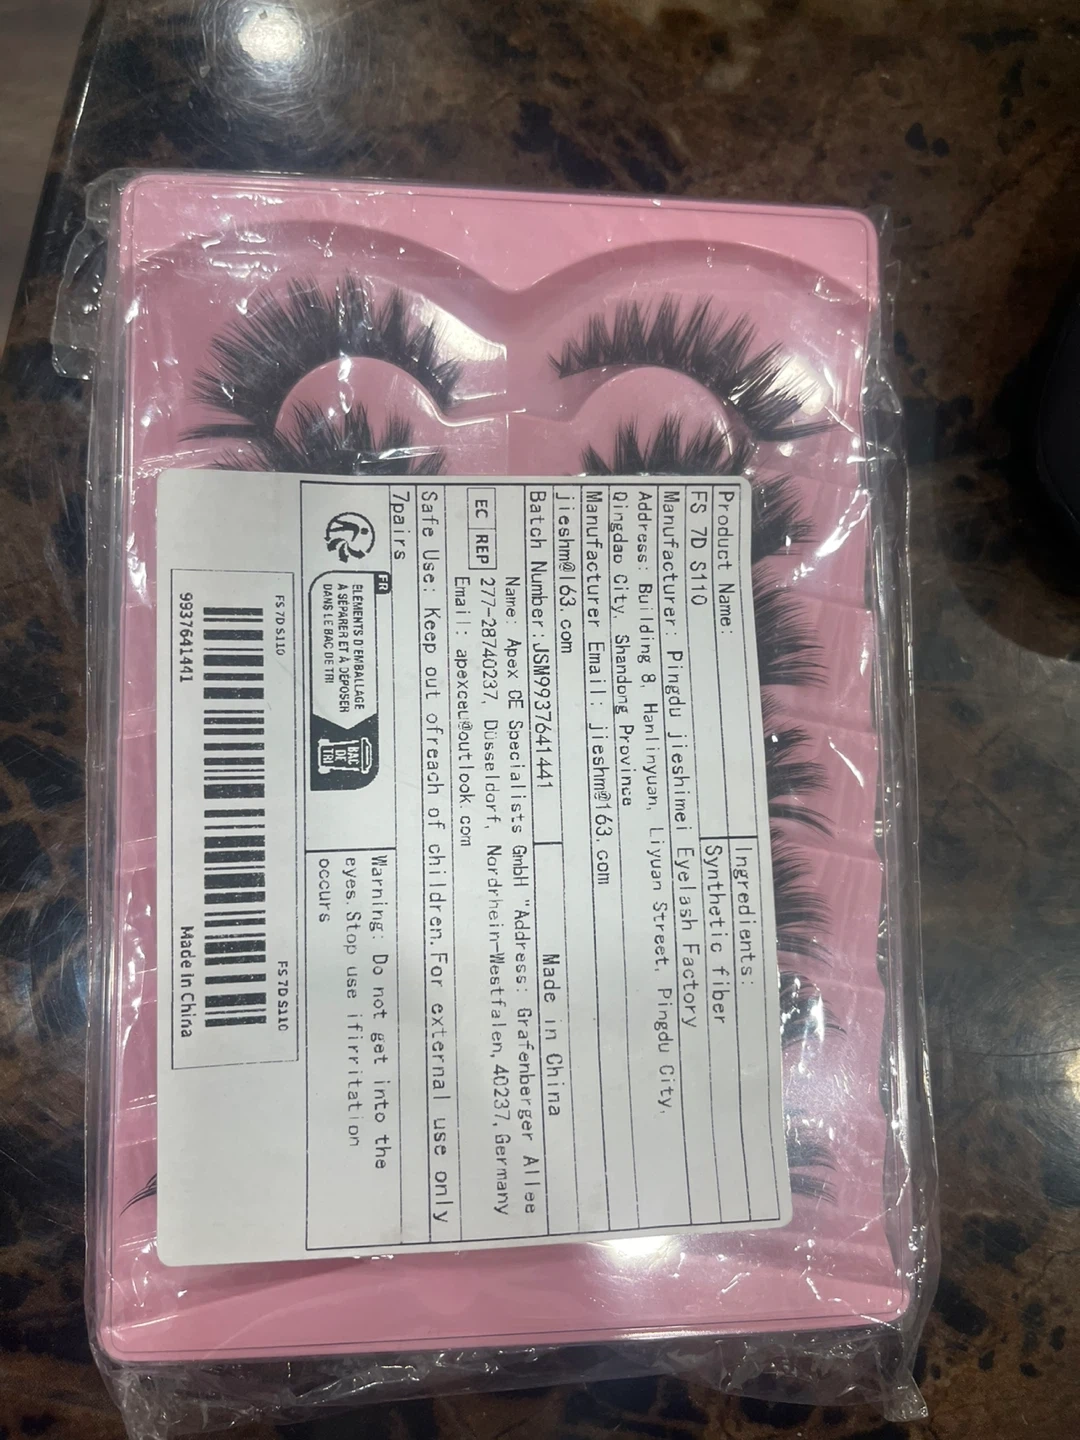 Product Name:
Ingredients:
FS 7D S110
Synthetic fiber
Manufacturer: Pingdu jieshimei Eyelash Factory
Address: Building 8, Hanlinyuan, Liyuan Street, Pingdu City,
Qingdao City, Shandong Province
Manufacturer Email: jieshm@163.com
jieshm@163.com
Batch Number:JSM9937641441
Made in China
EC REP
Name: Apex CE Specialists GmbH "Address: Grafenberger Allee
277-28740237, Düsseldorf, Nordrhein-Westfalen, 40237, Germany
Email: apexceu@outlook.com
Safe Use: Keep out ofreach of children.For external use only
7pairs
FR
ELEMENTS D'EMBALLAGE
À SEPARER ET À DEPOSER
DANS LE BAC DE TRI
BAC
DE
TRI
Warning: Do not get into the
eyes.Stop use ifirritation
occurs
FS 7D S110
FS 7D S110
9937641441
Made In China